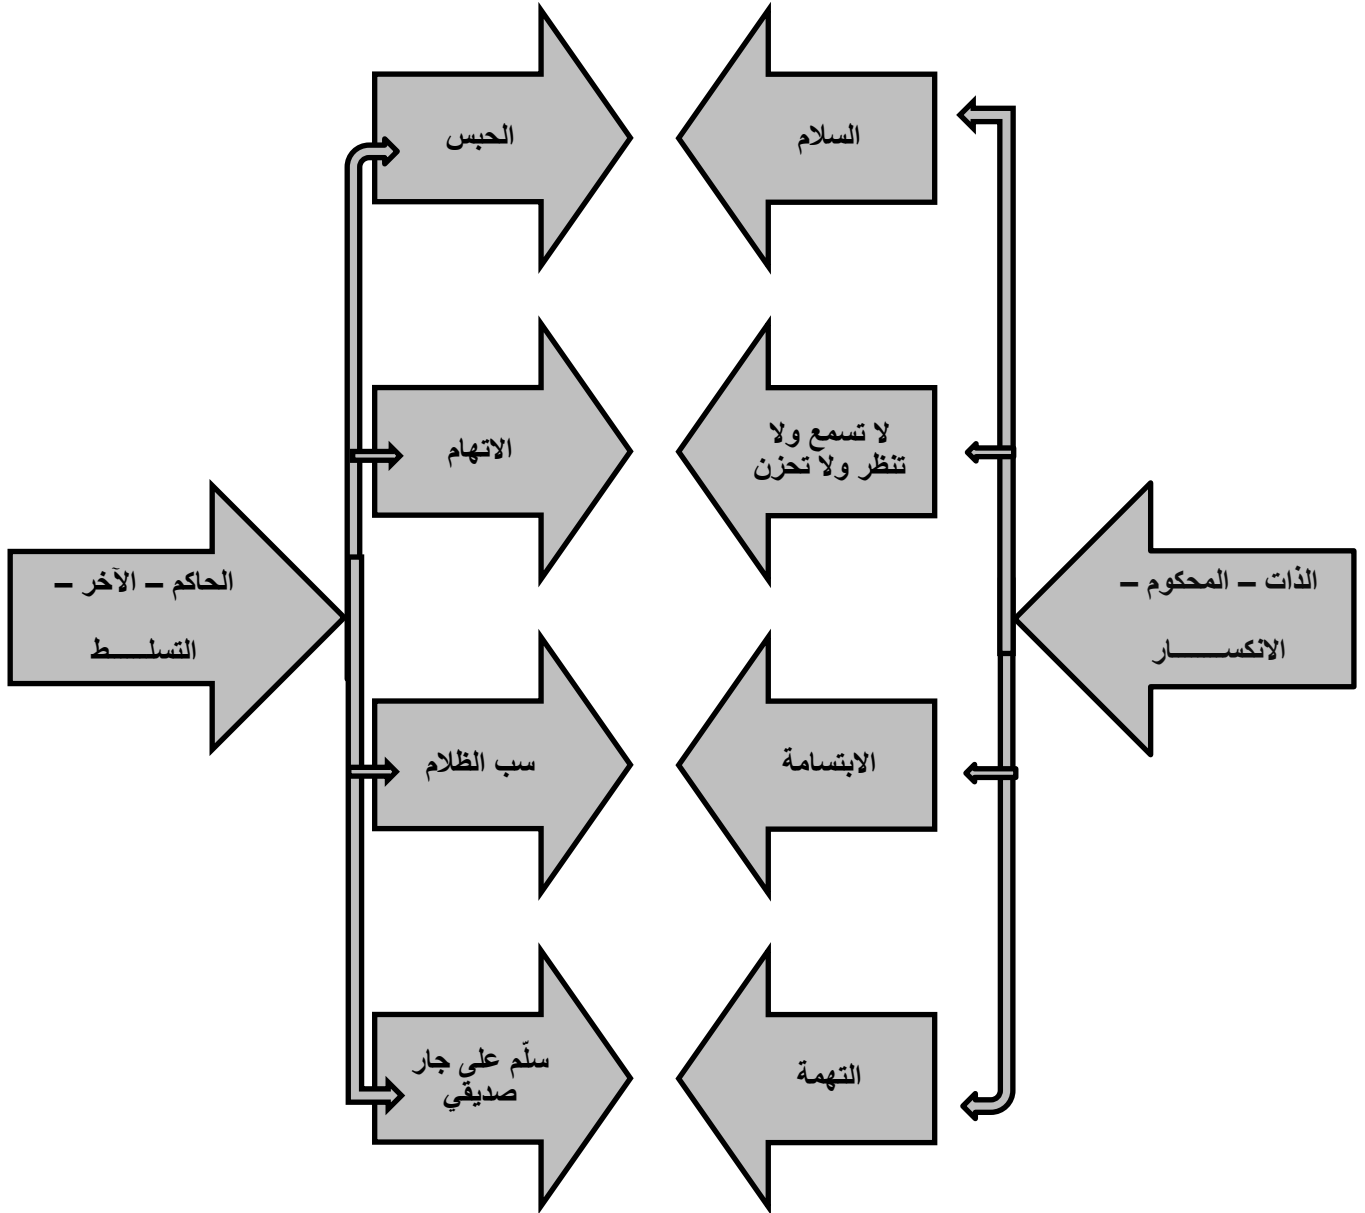 السلام
الحبس
لا تسمع ولا
تنظر ولا تحزن
الاتهام
الذات – المحكوم –
الانكســـــــار
الحاكم – الآخر –
التسلـــــط
الابتسامة
سب الظلام
التهمة
سلّم على جار
صديقي